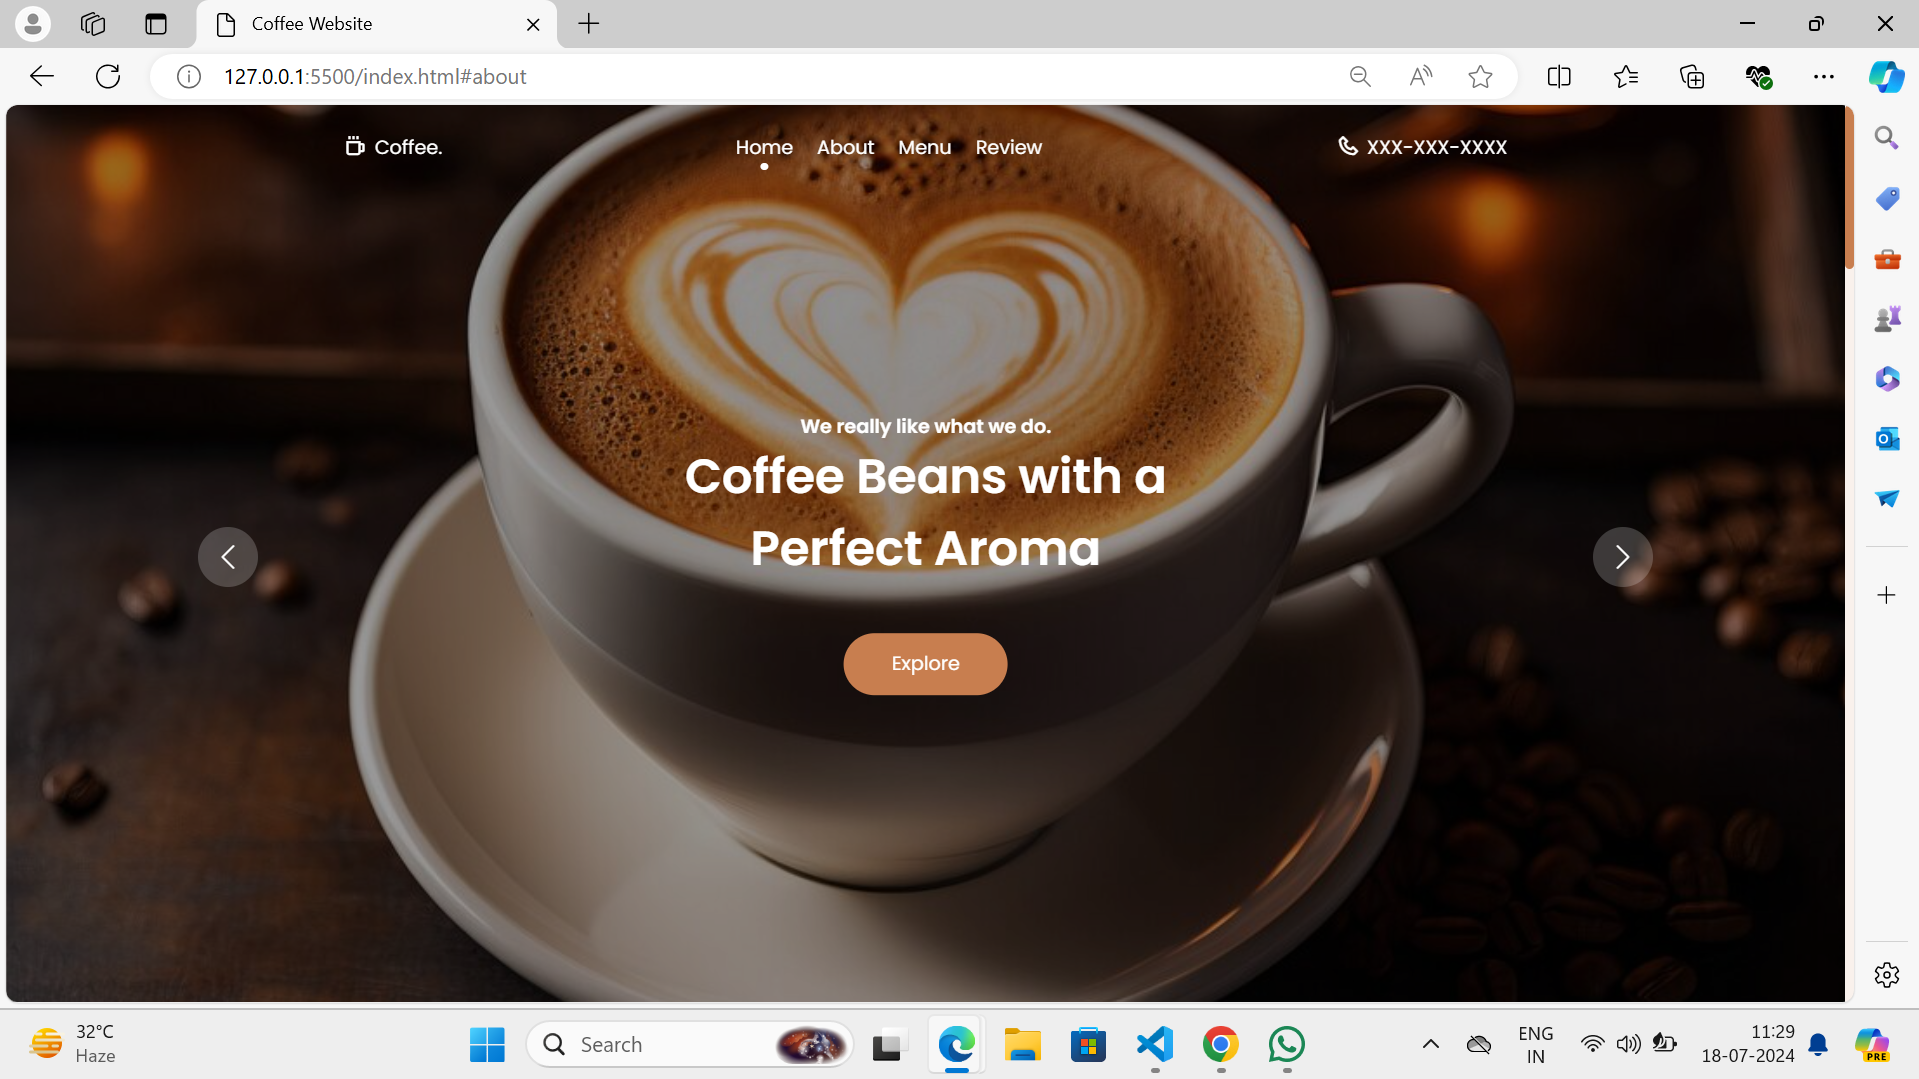 Coffee Website
127.0.0.1:5500/index.html#about
Coffee.
Home About Menu Review
XXX-XXX-XXXX
We really like what we do.
Coffee Beans with a
Perfect Aroma
Explore
32°C
Haze
Search
ENG
IN
11:29
18-07-2024
PRE